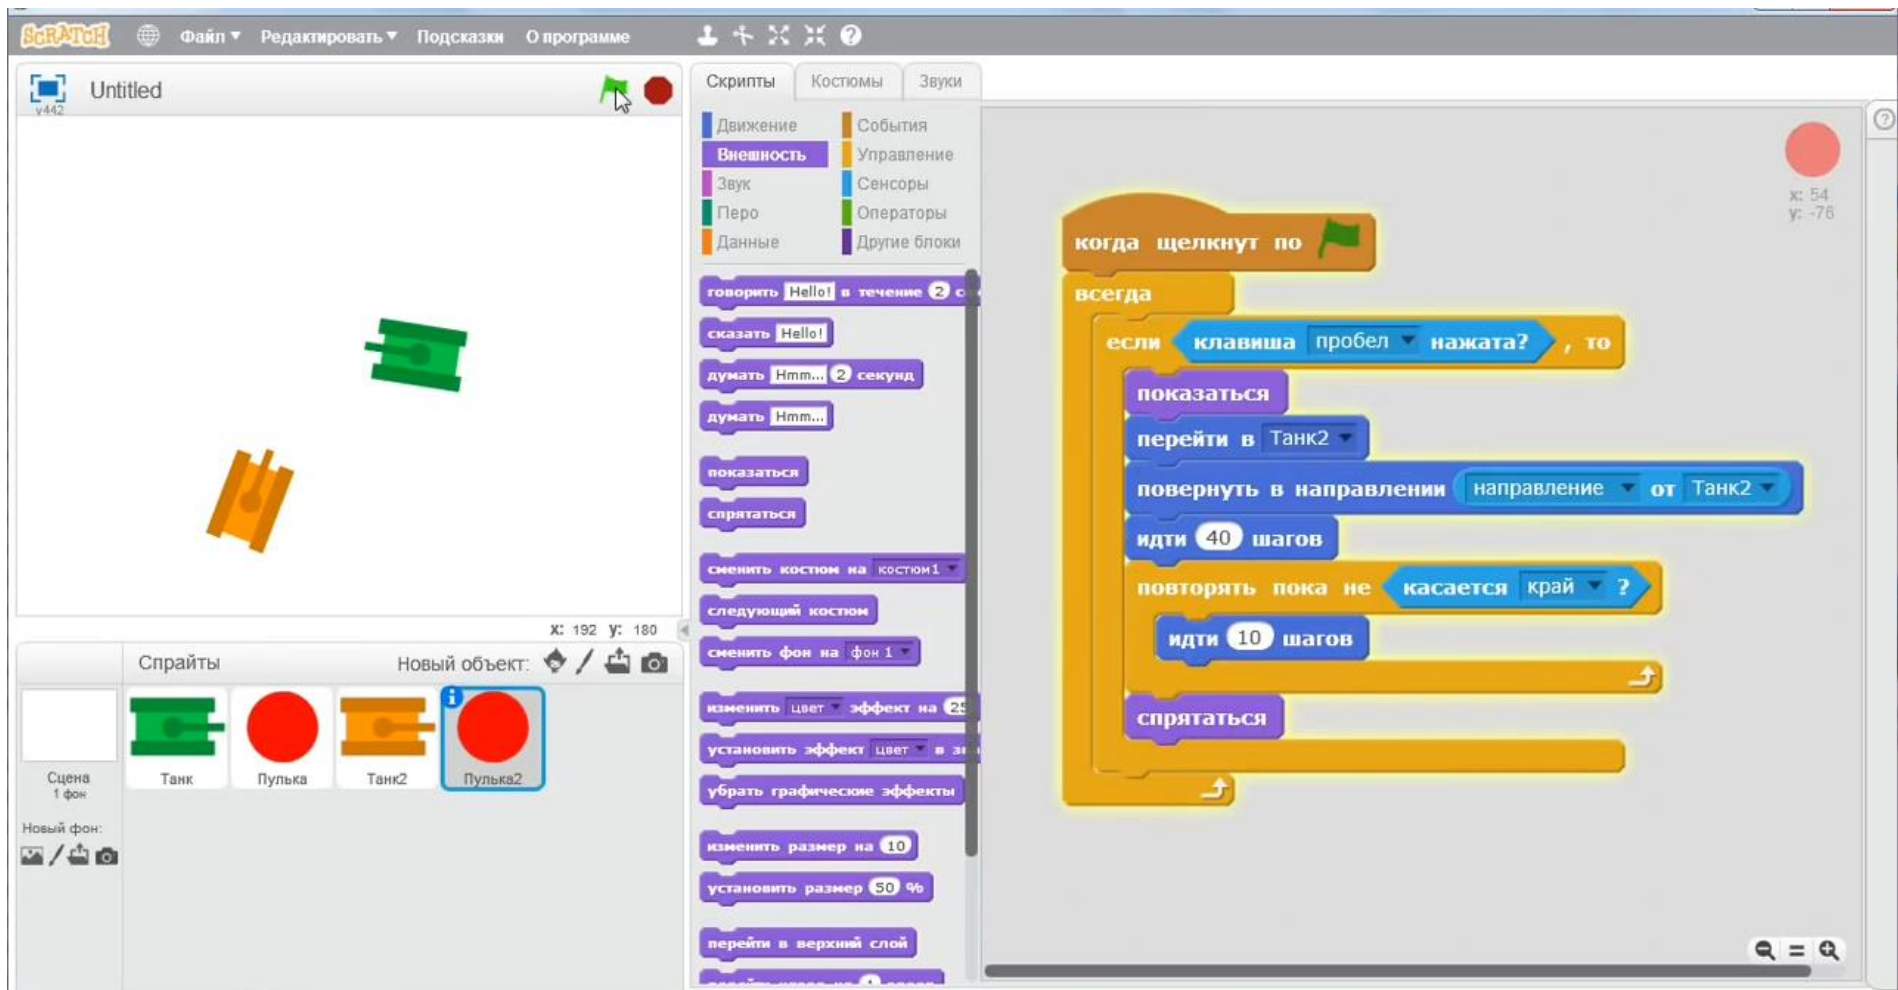 SCRATCH Файл Редактировать Подсказки О программе
v442 Untitled
X: 192 y: 180
Спрайты Новый объект:
Сцена
1 фон
Новый фон:
Танк Пулька Танк2 Пулька2
Скрипты Костюмы Звуки
Движение События
Внешность Управление
Звук Сенсоры
Перо Операторы
Данные Другие блоки
говорить Hello! в течение 2
сказать Hello!
думать Hmm... 2 секунд
думать Hmm...
показаться
спрятаться
сменить костюм на костюм1
следующий костюм
сменить фон на фон 1
изменить цвет эффект на 25
установить эффект цвет в
убрать графические эффекты
изменить размер на 10
установить размер 50 %
перейти в верхний слой
когда щелкнут по
всегда
если клавиша пробел нажата? , то
показаться
перейти в Танк2
повернуть в направлении направление от Танк2
идти 40 шагов
повторять пока не касается край ?
идти 10 шагов
спрятаться
x: 54
y: -76